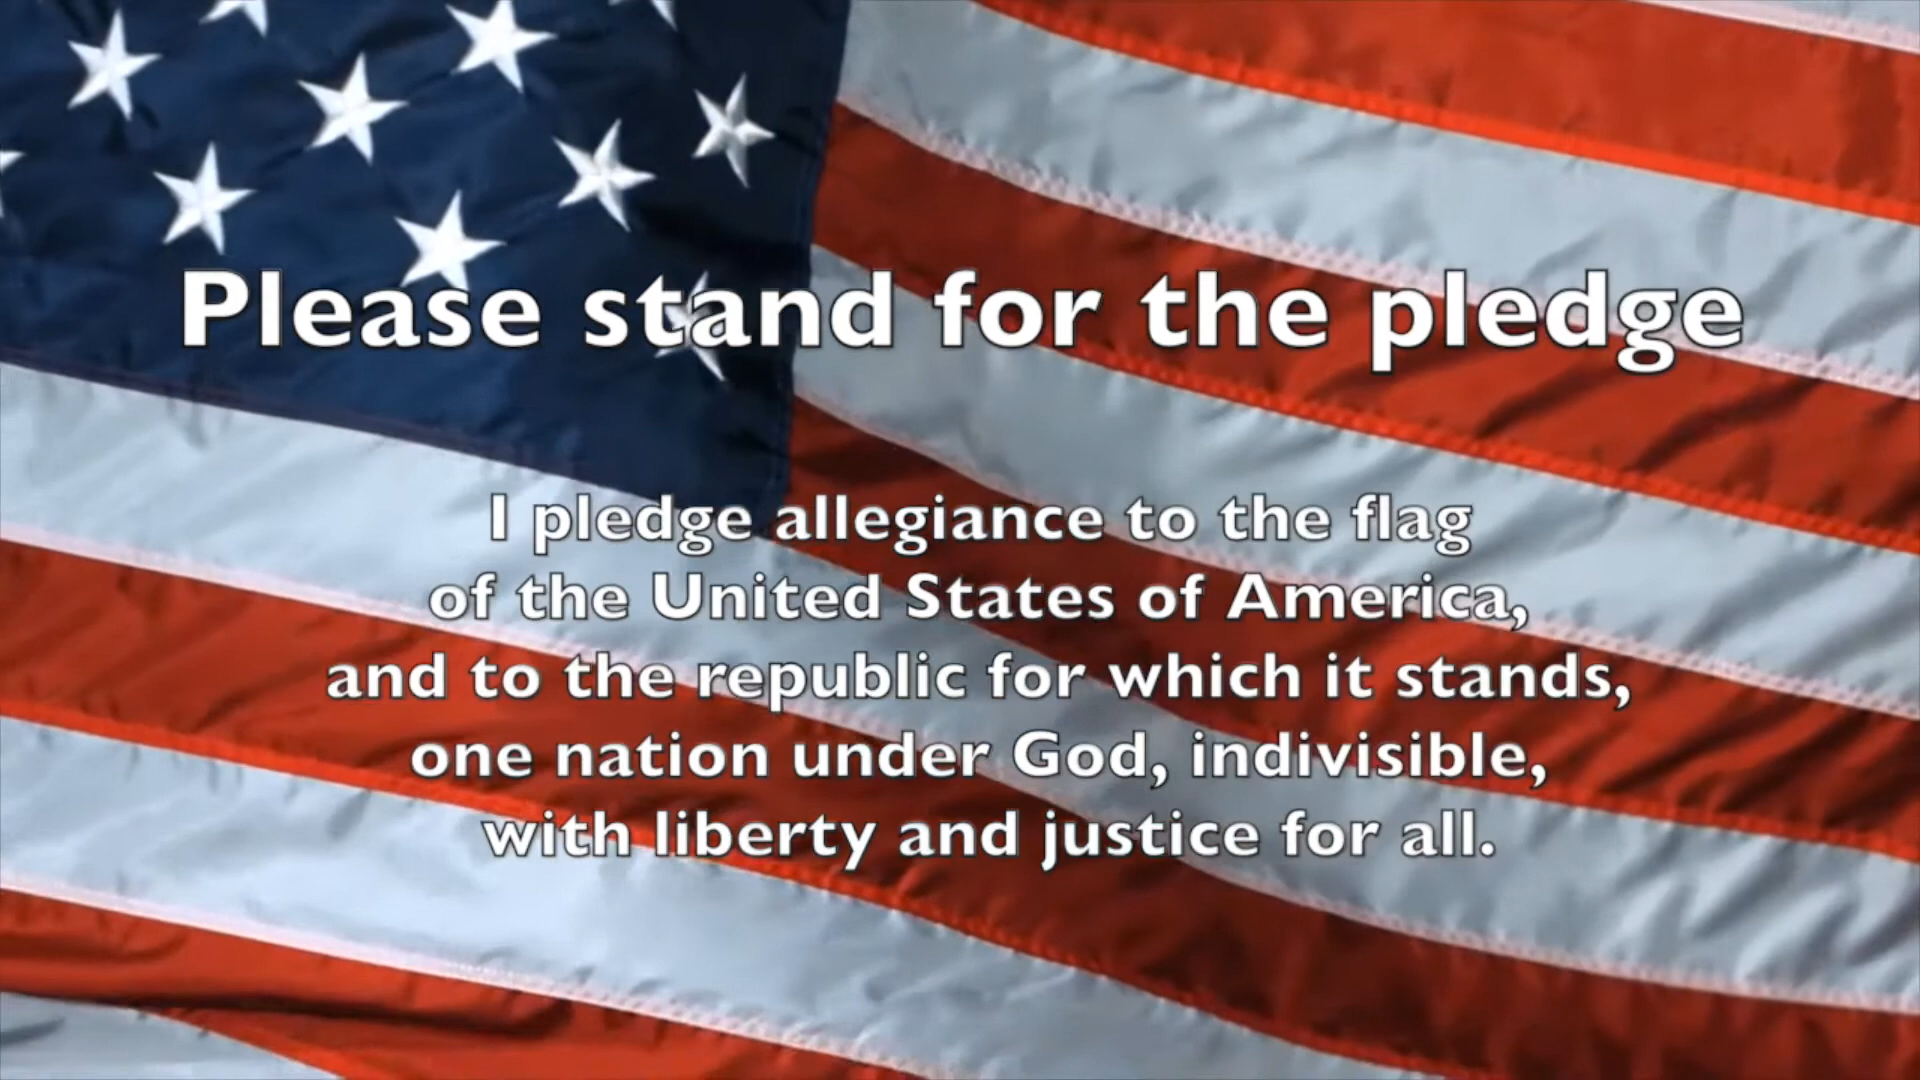 Please stand for the pledge
I pledge allegiance to the flag
of the United States of America,
and to the republic for which it stands,
one nation under God, indivisible,
with liberty and justice for all.